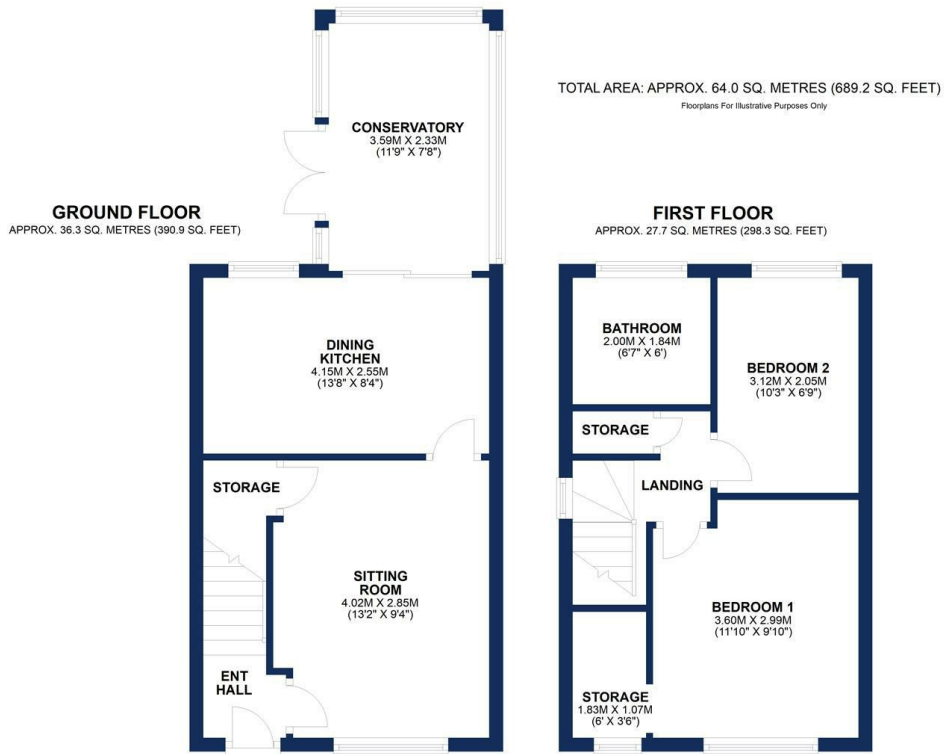 TOTAL AREA: APPROX. 64.0 SQ. METRES (689.2 SQ. FEET)
Floorplans For Illustrative Purposes Only
GROUND FLOOR
APPROX. 36.3 SQ. METRES (390.9 SQ. FEET)
CONSERVATORY
3.59M X 2.33M
(11'9" X 7'8")
DINING
KITCHEN
4.15M X 2.55M
(13'8" X 8'4")
STORAGE
SITTING
ROOM
4.02M X 2.85M
(13'2" X 9'4")
ENT
HALL
FIRST FLOOR
APPROX. 27.7 SQ. METRES (298.3 SQ. FEET)
BATHROOM
2.00M X 1.84M
(6'7" X 6')
BEDROOM 2
3.12M X 2.05M
(10'3" X 6'9")
STORAGE
LANDING
BEDROOM 1
3.60M X 2.99M
(11'10" X 9'10")
STORAGE
1.83M X 1.07M
(6' X 3'6")